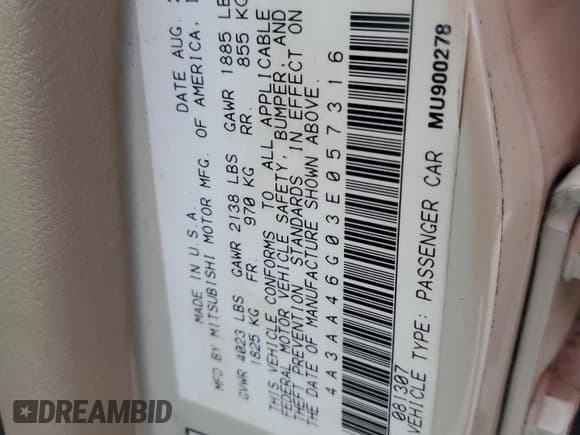 MADE IN U.S.A. DATE AUG.
MFD BY MITSUBISHI MOTOR MFG. OF AMERICA,
GVWR 4023 LBS GAWR 2138 LBS GAWR 1885 LB
1825 KG FR. 970 KG RR. 855 KG
THIS VEHICLE CONFORMS TO ALL APPLICABLE
FEDERAL MOTOR VEHICLE SAFETY, BUMPER, AND
THEFT PREVENTION STANDARDS IN EFFECT ON
THE DATE OF MANUFACTURE SHOWN ABOVE.
4A3AA46G03E057316
081307
VEHICLE TYPE: PASSENGER CAR MU900278
DREAMBID